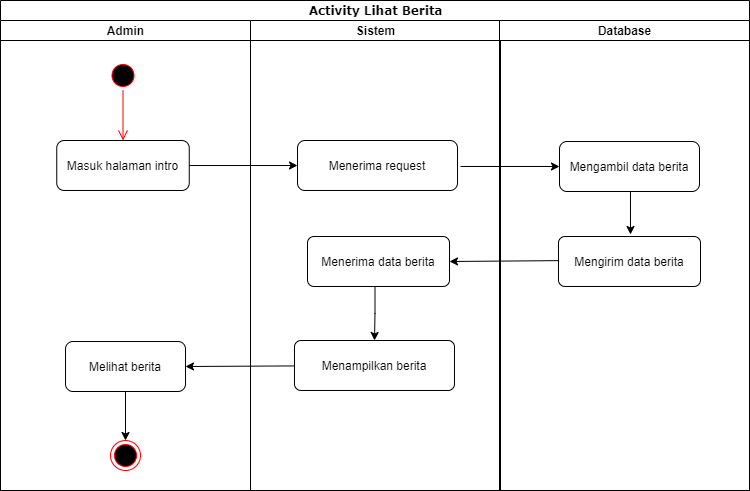 Activity Lihat Berita
Admin
Sistem
Database
Masuk halaman intro
Menerima request
Mengambil data berita
Menerima data berita
Mengirim data berita
Melihat berita
Menampilkan berita